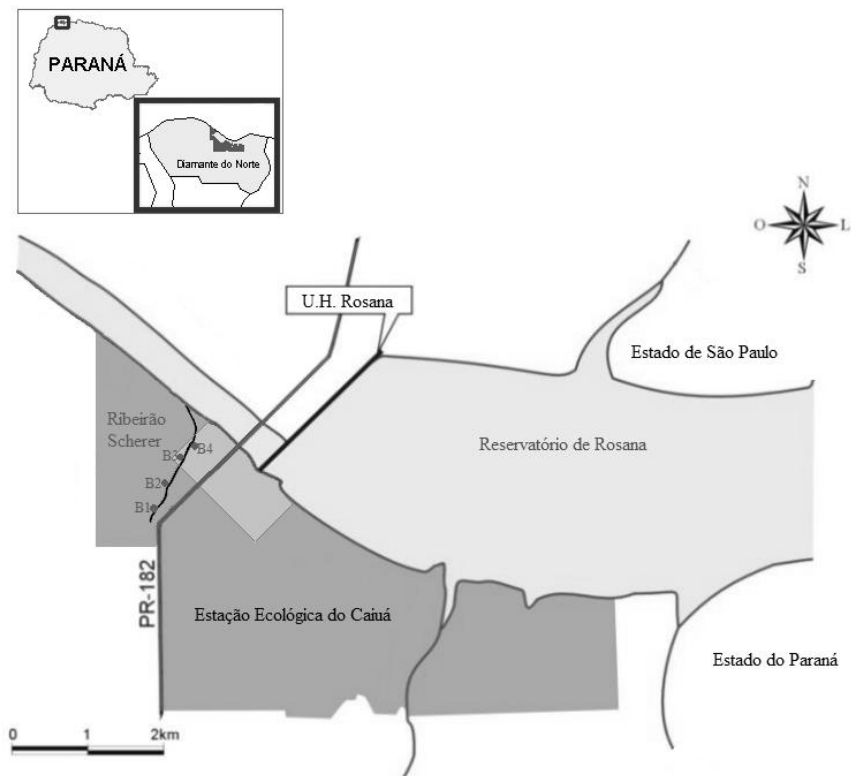 PARANÁ
Diamante do Norte
N
O
L
S
U.H. Rosana
Estado de São Paulo
Ribeirão
Scherer
Reservatório de Rosana
B4
B3
B2
B1
PR-182
Estação Ecológica do Caiuá
Estado do Paraná
0 1 2km